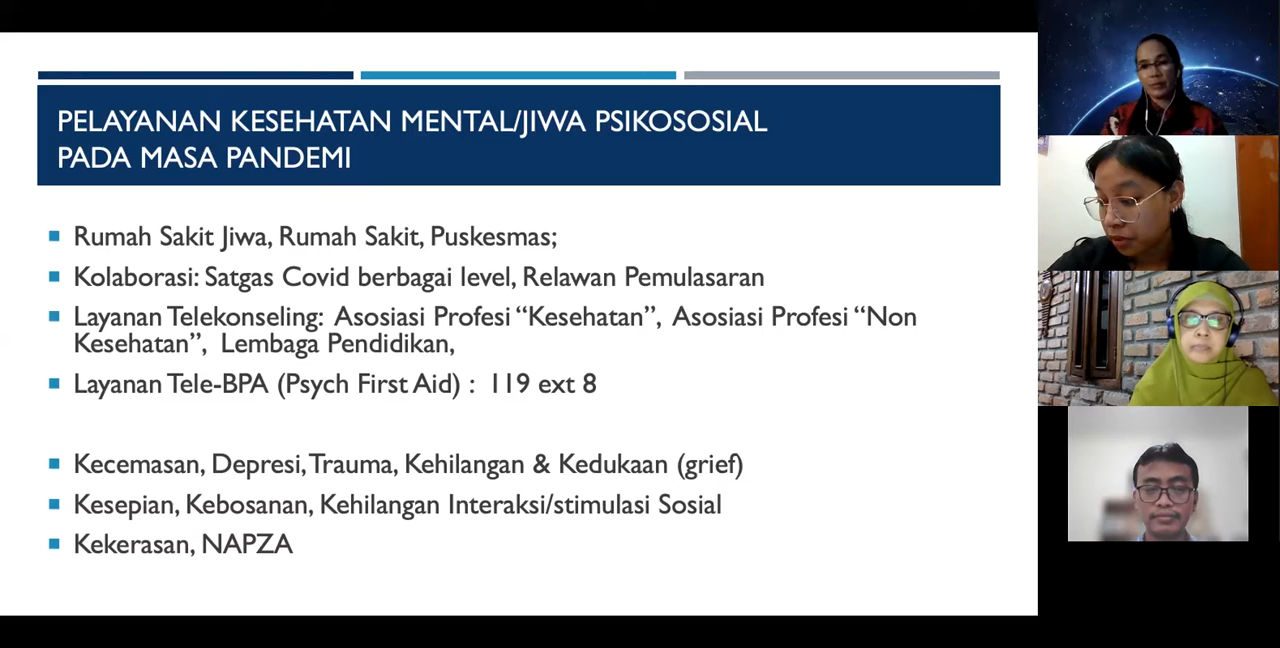 PELAYANAN KESEHATAN MENTAL/JIWA PSIKOSOSIAL
PADA MASA PANDEMI
Rumah Sakit Jiwa, Rumah Sakit, Puskesmas;
Kolaborasi: Satgas Covid berbagai level, Relawan Pemulasaran
Layanan Telekonseling: Asosiasi Profesi “Kesehatan”, Asosiasi Profesi “Non
Kesehatan”, Lembaga Pendidikan,
Layanan Tele-BPA (Psych First Aid) : 119 ext 8
Kecemasan, Depresi, Trauma, Kehilangan & Kedukaan (grief)
Kesepian, Kebosanan, Kehilangan Interaksi/stimulasi Sosial
Kekerasan, NAPZA